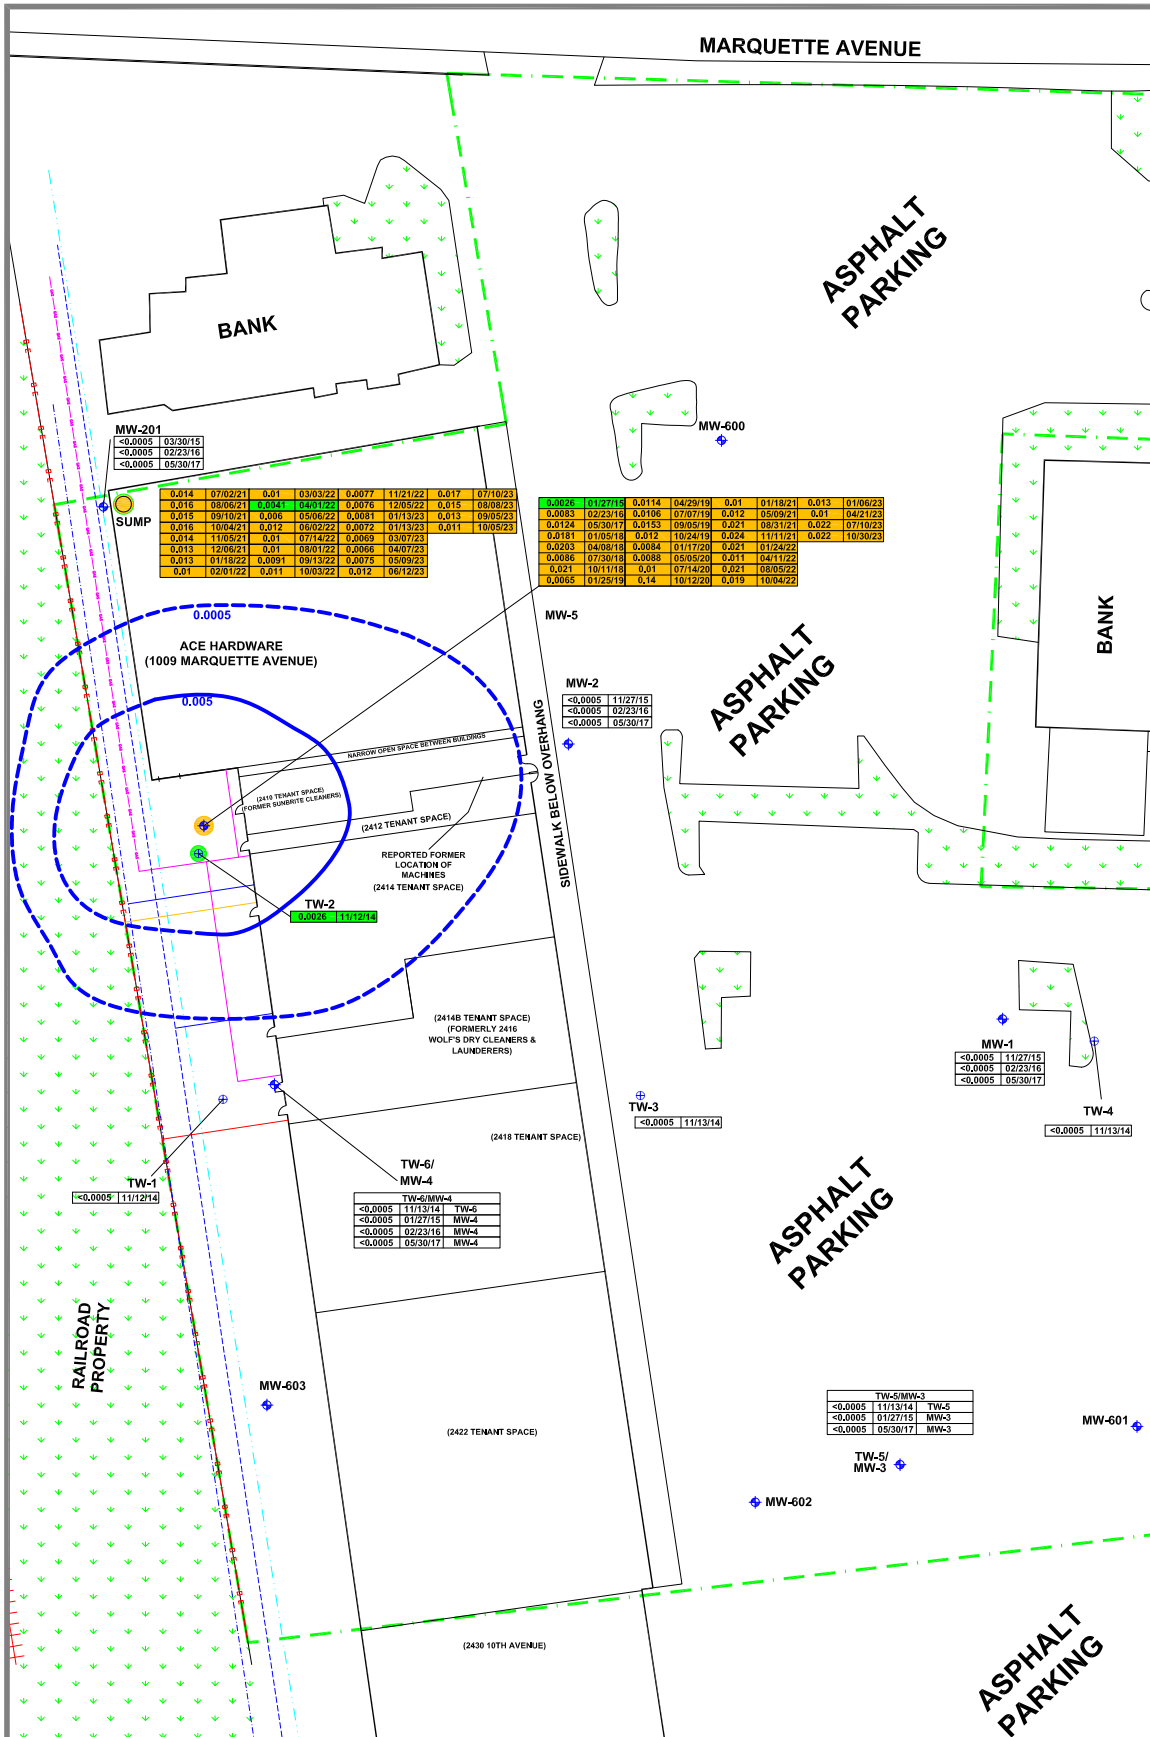 MARQUETTE AVENUE
ASPHALT
PARKING
BANK
MW-201
<0.0005 03/30/15
<0.0005 02/23/16
<0.0005 05/30/17
MW-600
SUMP
0.014 07/02/21 0.01 03/03/22 0.0077 11/21/22 0.017 07/10/23
0.016 08/06/21 0.0041 04/01/22 0.0076 12/05/22 0.015 08/08/23
0.015 09/10/21 0.006 05/06/22 0.0081 01/13/23 0.013 09/05/23
0.016 10/04/21 0.012 06/02/22 0.0072 01/13/23 0.011 10/05/23
0.014 11/05/21 0.01 07/14/22 0.0069 03/07/23
0.013 12/06/21 0.01 08/01/22 0.0066 04/07/23
0.013 01/18/22 0.0091 09/13/22 0.0075 05/09/23
0.01 02/01/22 0.011 10/03/22 0.012 06/12/23
0.0026 01/27/15 0.0114 04/29/19 0.01 01/18/21 0.013 01/06/23
0.0083 02/23/16 0.0106 07/07/19 0.012 05/09/21 0.01 04/21/23
0.0124 05/30/17 0.0153 09/05/19 0.021 08/31/21 0.022 07/10/23
0.0181 01/05/18 0.012 10/24/19 0.024 11/11/21 0.022 10/30/23
0.0203 04/08/18 0.0084 01/17/20 0.021 01/24/22
0.0086 07/30/18 0.0088 05/05/20 0.011 04/11/22
0.021 10/11/18 0.01 07/14/20 0.021 08/05/22
0.0065 01/25/19 0.14 10/12/20 0.019 10/04/22
0.0005
MW-5
ACE HARDWARE
(1009 MARQUETTE AVENUE)
BANK
ASPHALT
PARKING
0.005
MW-2
<0.0005 11/27/15
<0.0005 02/23/16
<0.0005 05/30/17
SIDEWALK BELOW OVERHANG
NARROW OPEN SPACE BETWEEN BUILDINGS
(2410 TENANT SPACE)
(FORMER SUNBRITE CLEANERS)
(2412 TENANT SPACE)
REPORTED FORMER
LOCATION OF
MACHINES
(2414 TENANT SPACE)
TW-2
0.0026 11/12/14
(2414B TENANT SPACE)
(FORMERLY 2416
WOLF'S DRY CLEANERS &
LAUNDERERS)
MW-1
<0.0005 11/27/15
<0.0005 02/23/16
<0.0005 05/30/17
TW-3
<0.0005 11/13/14
TW-4
<0.0005 11/13/14
(2418 TENANT SPACE)
TW-1
<0.0005 11/12/14
TW-6/
MW-4
TW-6/MW-4
<0.0005 11/13/14 TW-6
<0.0005 01/27/15 MW-4
<0.0005 02/23/16 MW-4
<0.0005 05/30/17 MW-4
ASPHALT
PARKING
RAILROAD
PROPERTY
MW-603
(2422 TENANT SPACE)
TW-5/MW-3
<0.0005 11/13/14 TW-5
<0.0005 01/27/15 MW-3
<0.0005 05/30/17 MW-3
MW-601
TW-5/
MW-3
MW-602
(2430 10TH AVENUE)
ASPHALT
PARKING